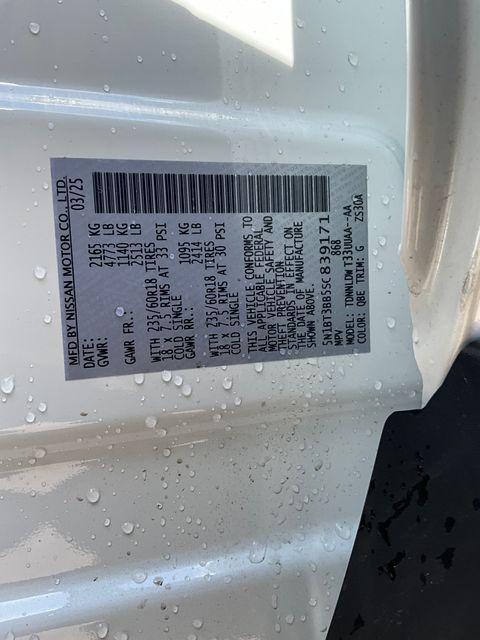 MFD BY NISSAN MOTOR CO., LTD.
DATE: 03/25
GVWR: 2165 KG
4773 LB
GAWR FR.: 1140 KG
2513 LB
WITH 235/60R18 TIRES
18 X 7.5J RIMS AT 33 PSI
COLD SINGLE
GAWR RR.: 1095 KG
2414 LB
WITH 235/60R18 TIRES
18 X 7.5J RIMS AT 30 PSI
COLD SINGLE
THIS VEHICLE CONFORMS TO
ALL APPLICABLE FEDERAL
MOTOR VEHICLE SAFETY AND
THEFT PREVENTION
STANDARDS IN EFFECT ON
THE DATE OF MANUFACTURE
SHOWN ABOVE.
5N1BT3BB5SC839171
MPV 3668
MODEL: T33UUAA--AA
COLOR: QBE TRIM: G ZS30A